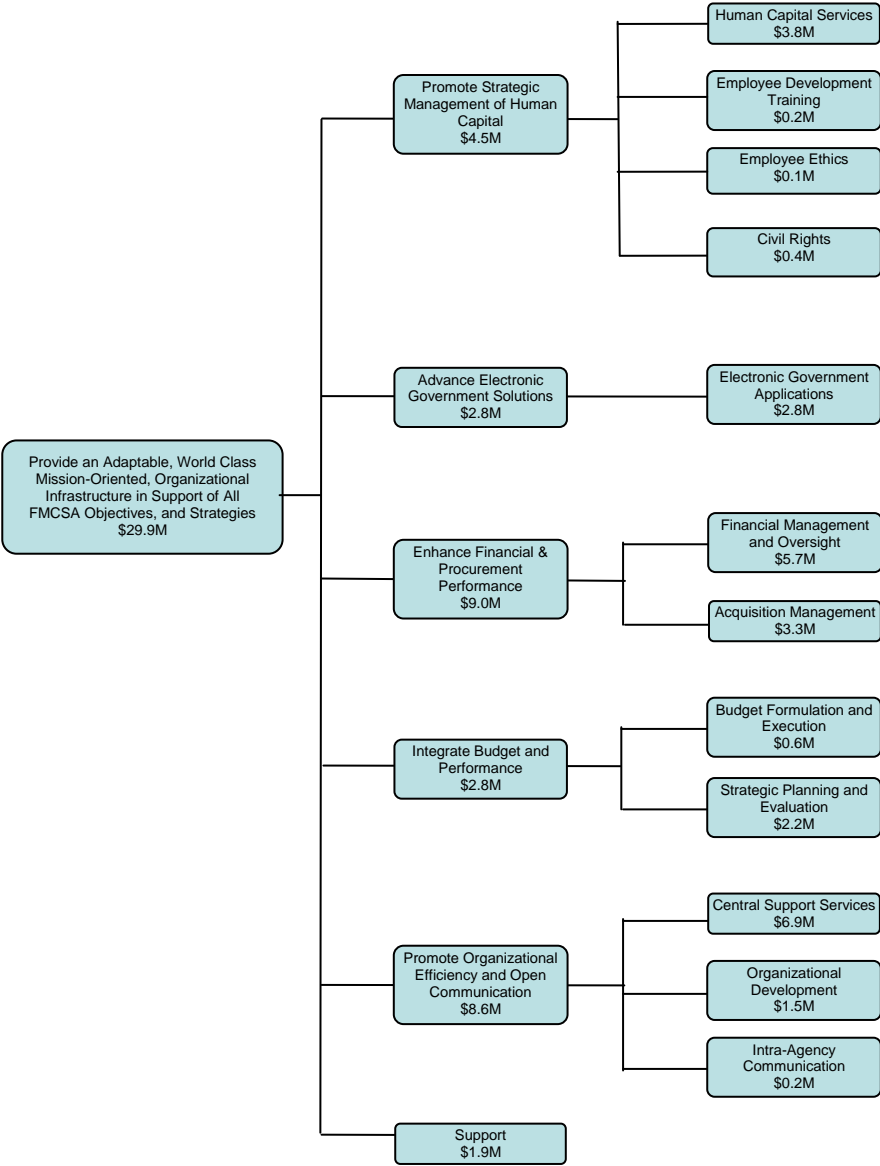 Provide an Adaptable, World Class
Mission-Oriented, Organizational
Infrastructure in Support of All
FMCSA Objectives, and Strategies
$29.9M
Promote Strategic
Management of Human
Capital
$4.5M
Human Capital Services
$3.8M
Employee Development
Training
$0.2M
Employee Ethics
$0.1M
Civil Rights
$0.4M
Advance Electronic
Government Solutions
$2.8M
Electronic Government
Applications
$2.8M
Enhance Financial &
Procurement
Performance
$9.0M
Financial Management
and Oversight
$5.7M
Acquisition Management
$3.3M
Integrate Budget and
Performance
$2.8M
Budget Formulation and
Execution
$0.6M
Strategic Planning and
Evaluation
$2.2M
Promote Organizational
Efficiency and Open
Communication
$8.6M
Central Support Services
$6.9M
Organizational
Development
$1.5M
Intra-Agency
Communication
$0.2M
Support
$1.9M